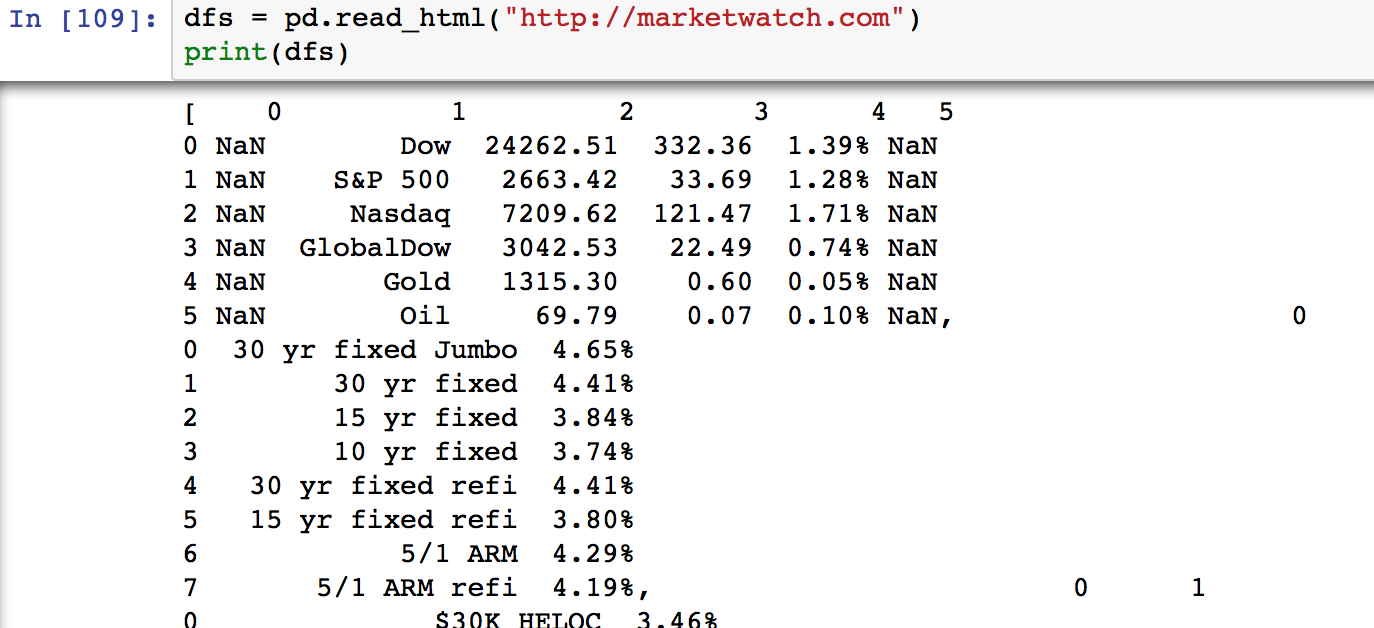 In [109]: dfs = pd.read_html("http://marketwatch.com")
print(dfs)
[ 0 1 2 3 4 5
0 NaN Dow 24262.51 332.36 1.39% NaN
1 NaN S&P 500 2663.42 33.69 1.28% NaN
2 NaN Nasdaq 7209.62 121.47 1.71% NaN
3 NaN GlobalDow 3042.53 22.49 0.74% NaN
4 NaN Gold 1315.30 0.60 0.05% NaN
5 NaN Oil 69.79 0.07 0.10% NaN, 0
0 30 yr fixed Jumbo 4.65%
1 30 yr fixed 4.41%
2 15 yr fixed 3.84%
3 10 yr fixed 3.74%
4 30 yr fixed refi 4.41%
5 15 yr fixed refi 3.80%
6 5/1 ARM 4.29%
7 5/1 ARM refi 4.19%, 0 1
0 $30K HELOC 3.46%